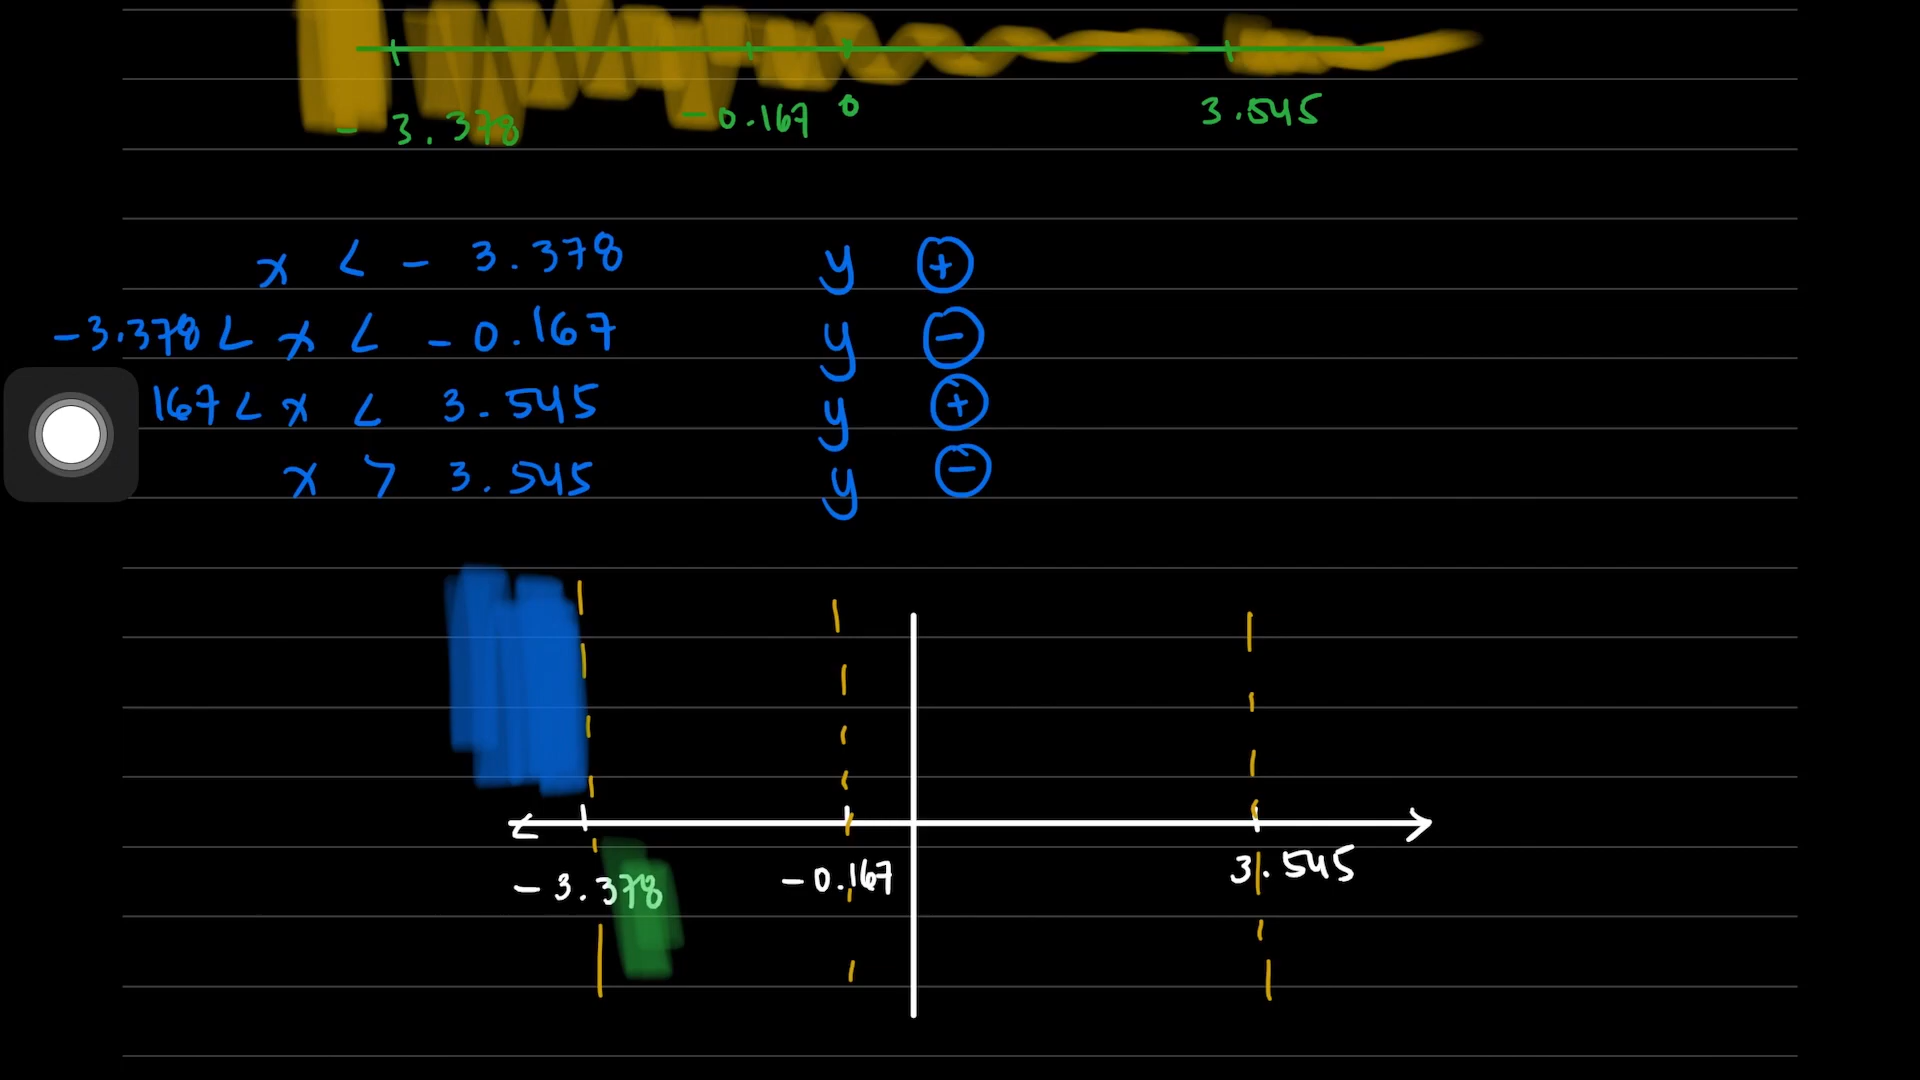 - 3.378 - 0.167 0 3.545
x < - 3.378 y +
-3.378 < x < - 0.167 y -
167 < x < 3.545 y +
x > 3.545 y -
- 3.378 - 0.167 3.545